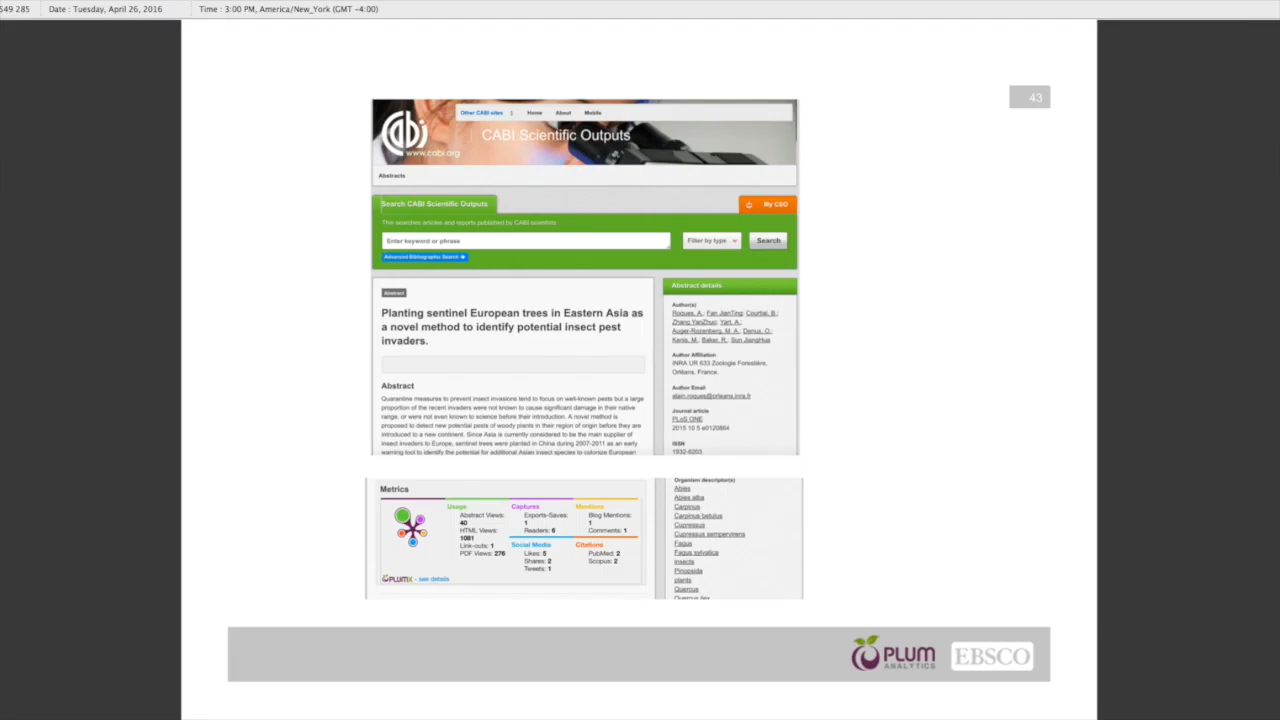 549 285 Date : Tuesday, April 26, 2016 Time : 3:00 PM, America/New_York (GMT -4:00)
43
Other CABI sites | Home About Mobile
cabi
www.cabi.org
CABI Scientific Outputs
Abstracts
Search CABI Scientific Outputs
My CSO
This searches articles and reports published by CABI scientists
Enter keyword or phrase
Filter by type
Search
Advanced Bibliographic Search
Abstract
Planting sentinel European trees in Eastern Asia as
a novel method to identify potential insect pest
invaders.
Abstract
Quarantine measures to prevent insect invasions tend to focus on well-known pests but a large
proportion of the recent invaders were not known to cause significant damage in their native
range, or were not even known to science before their introduction. A novel method is
proposed to detect new potential pests of woody plants in their region of origin before they are
introduced to a new continent. Since Asia is currently considered to be the main supplier of
insect invaders to Europe, sentinel trees were planted in China during 2007-2011 as an early
warning tool to identify the potential for additional Asian insect species to colonize European
Abstract details
Author(s)
Roques, A.; Fan JianTing; Courtial, B.;
Zhang YanZhuo; Yart, A.;
Auger-Rozenberg, M. A.; Denux, O.;
Kenis, M.; Baker, R.; Sun JiangHua
Author Affiliation
INRA UR 633 Zoologie Forestière,
Orléans, France.
Author Email
alain.roques@orleans.inra.fr
Journal article
PLoS ONE
2015 10 5 e0120864
ISSN
1932-6203
Metrics
Usage
Abstract Views:
40
HTML Views:
1081
Link-outs: 1
PDF Views: 276
Captures
Exports-Saves:
1
Readers: 6
Social Media
Likes: 5
Shares: 2
Tweets: 1
Mentions
Blog Mentions:
1
Comments: 1
Citations
PubMed: 2
Scopus: 2
PLUMX - see details
Organism descriptor(s)
Abies
Abies alba
Carpinus
Carpinus betulus
Cupressus
Cupressus sempervirens
Fagus
Fagus sylvatica
insects
Pinopsida
plants
Quercus
Quercus ilex
PLUM
ANALYTICS
EBSCO